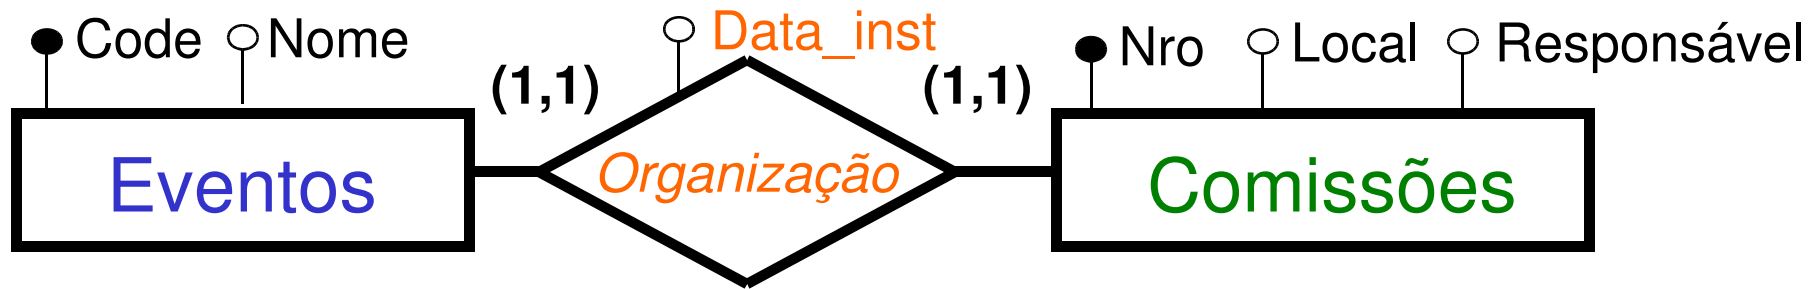 Code
Nome
Data_inst
Nro
Local
Responsável
(1,1)
(1,1)
Eventos
Organização
Comissões